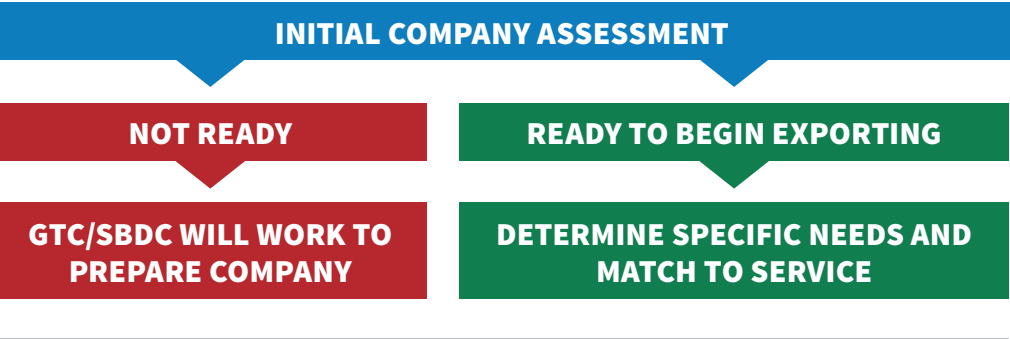 INITIAL COMPANY ASSESSMENT
NOT READY
READY TO BEGIN EXPORTING
GTC/SBDC WILL WORK TO
PREPARE COMPANY
DETERMINE SPECIFIC NEEDS AND
MATCH TO SERVICE